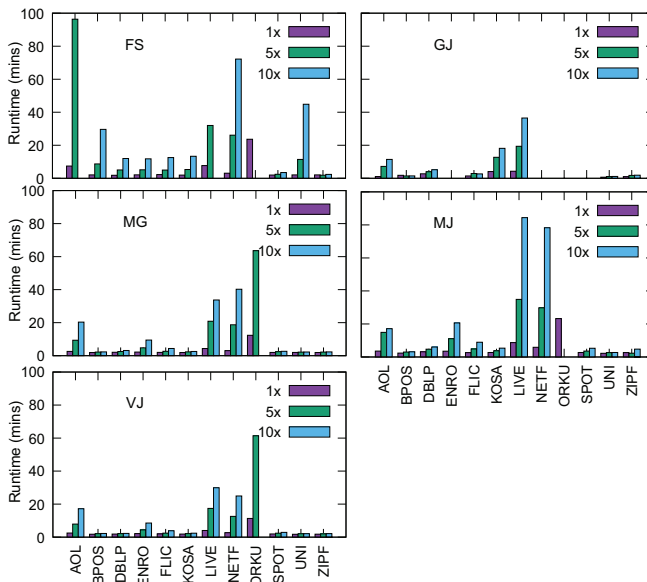 100
80
60
40
20
0
Runtime (mins)
FS
1x
5x
10x
GJ
1x
5x
10x
100
80
60
40
20
0
Runtime (mins)
MG
1x
5x
10x
MJ
1x
5x
10x
AOL
BPOS
DBLP
ENRO
FLIC
KOSA
LIVE
NETF
ORKU
SPOT
UNI
ZIPF
100
80
60
40
20
0
Runtime (mins)
VJ
1x
5x
10x
AOL
BPOS
DBLP
ENRO
FLIC
KOSA
LIVE
NETF
ORKU
SPOT
UNI
ZIPF